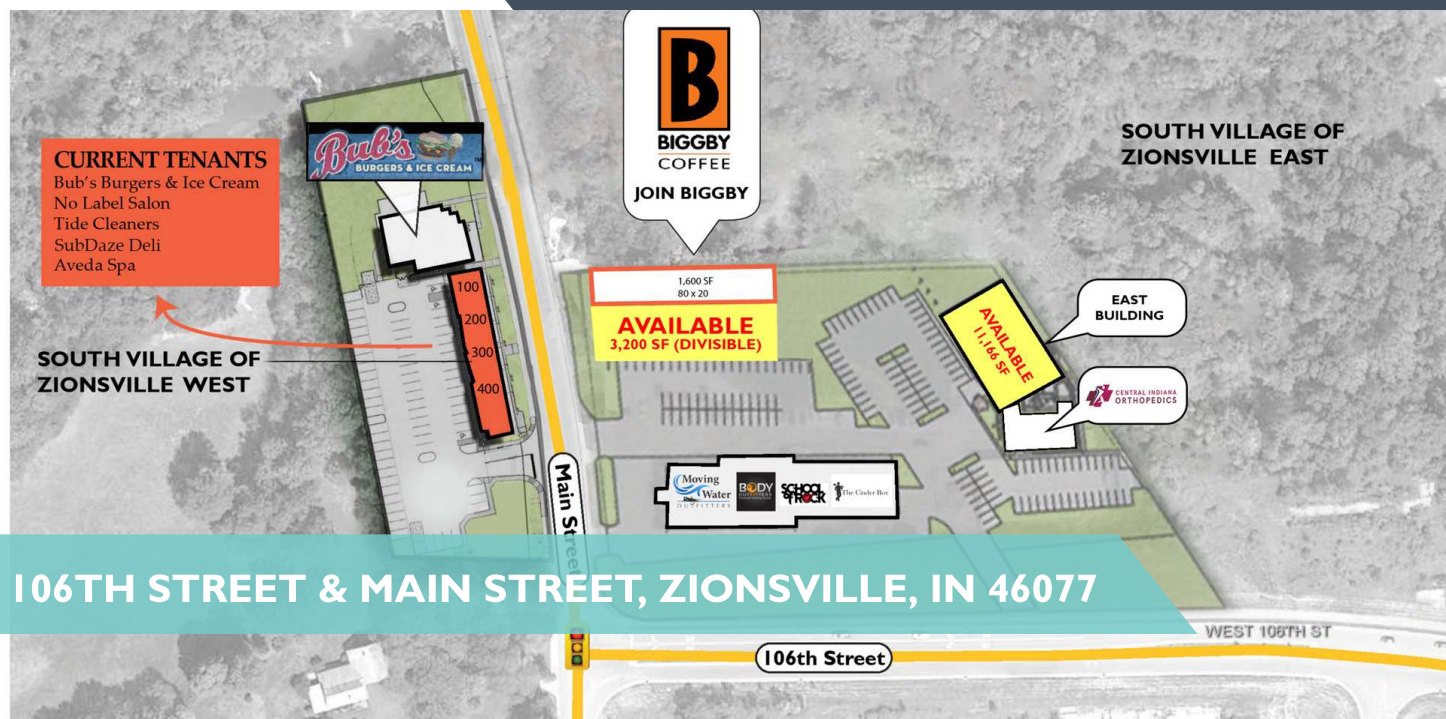 B
BIGGBY
COFFEE
JOIN BIGGBY
SOUTH VILLAGE OF
ZIONSVILLE EAST
Bub's
BURGERS & ICE CREAM
CURRENT TENANTS
Bub's Burgers & Ice Cream
No Label Salon
Tide Cleaners
SubDaze Deli
Aveda Spa
SOUTH VILLAGE OF
ZIONSVILLE WEST
100
200
300
400
1,600 SF
80 x 20
AVAILABLE
3,200 SF (DIVISIBLE)
AVAILABLE
11,166 SF
EAST
BUILDING
CENTRAL INDIANA
ORTHOPEDICS
Moving
Water
OUTFITTERS
BODY
OUTFITTERS
SCHOOL
OF ROCK
The Cinder Box
Main Street
106TH STREET & MAIN STREET, ZIONSVILLE, IN 46077
WEST 106TH ST
106th Street